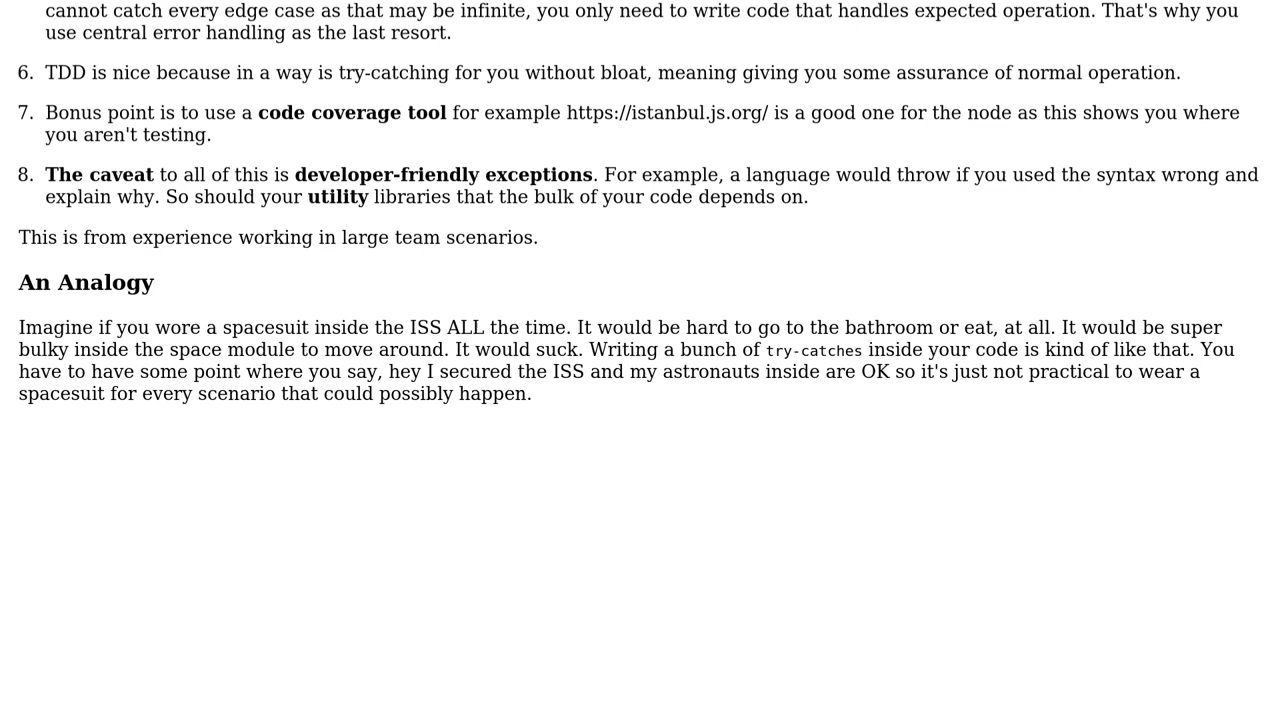 cannot catch every edge case as that may be infinite, you only need to write code that handles expected operation. That's why you
use central error handling as the last resort.
6. TDD is nice because in a way is try-catching for you without bloat, meaning giving you some assurance of normal operation.
7. Bonus point is to use a code coverage tool for example https://istanbul.js.org/ is a good one for the node as this shows you where
you aren't testing.
8. The caveat to all of this is developer-friendly exceptions. For example, a language would throw if you used the syntax wrong and
explain why. So should your utility libraries that the bulk of your code depends on.
This is from experience working in large team scenarios.
An Analogy
Imagine if you wore a spacesuit inside the ISS ALL the time. It would be hard to go to the bathroom or eat, at all. It would be super
bulky inside the space module to move around. It would suck. Writing a bunch of try-catches inside your code is kind of like that. You
have to have some point where you say, hey I secured the ISS and my astronauts inside are OK so it's just not practical to wear a
spacesuit for every scenario that could possibly happen.